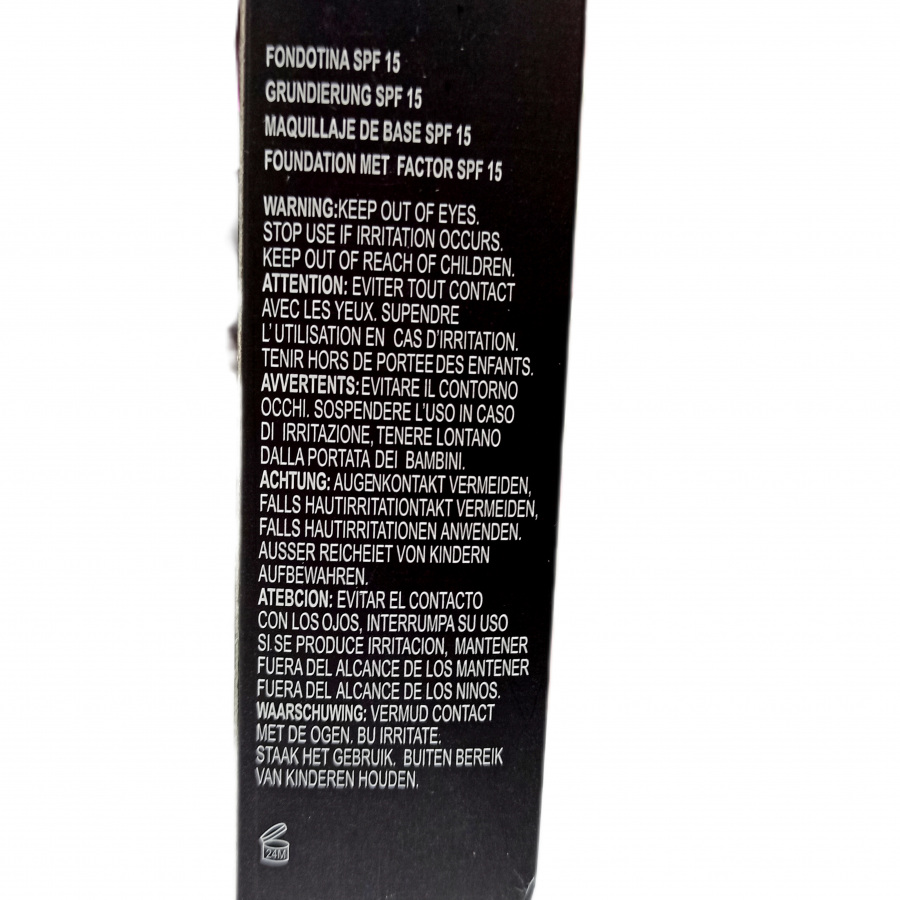 FONDOTINA SPF 15
GRUNDIERUNG SPF 15
MAQUILLAJE DE BASE SPF 15
FOUNDATION MET FACTOR SPF 15
WARNING:KEEP OUT OF EYES.
STOP USE IF IRRITATION OCCURS.
KEEP OUT OF REACH OF CHILDREN.
ATTENTION: EVITER TOUT CONTACT
AVEC LES YEUX. SUPENDRE
L'UTILISATION EN CAS D'IRRITATION.
TENIR HORS DE PORTEE DES ENFANTS.
AVVERTENTS: EVITARE IL CONTORNO
OCCHI. SOSPENDERE L'USO IN CASO
DI IRRITAZIONE, TENERE LONTANO
DALLA PORTATA DEI BAMBINI.
ACHTUNG: AUGENKONTAKT VERMEIDEN,
FALLS HAUTIRRITATIONTAKT VERMEIDEN,
FALLS HAUTIRRITATIONEN ANWENDEN.
AUSSER REICHEIET VON KINDERN
AUFBEWAHREN.
ATEBCION: EVITAR EL CONTACTO
CON LOS OJOS, INTERRUMPA SU USO
SI.SE PRODUCE IRRITACION, MANTENER
FUERA DEL ALCANCE DE LOS MANTENER
FUERA DEL ALCANCE DE LOS NINOS.
WAARSCHUWING: VERMUD CONTACT
MET DE OGEN. BU IRRITATE.
STAAK HET GEBRUIK. BUITEN BEREIK
VAN KINDEREN HOUDEN.
24M